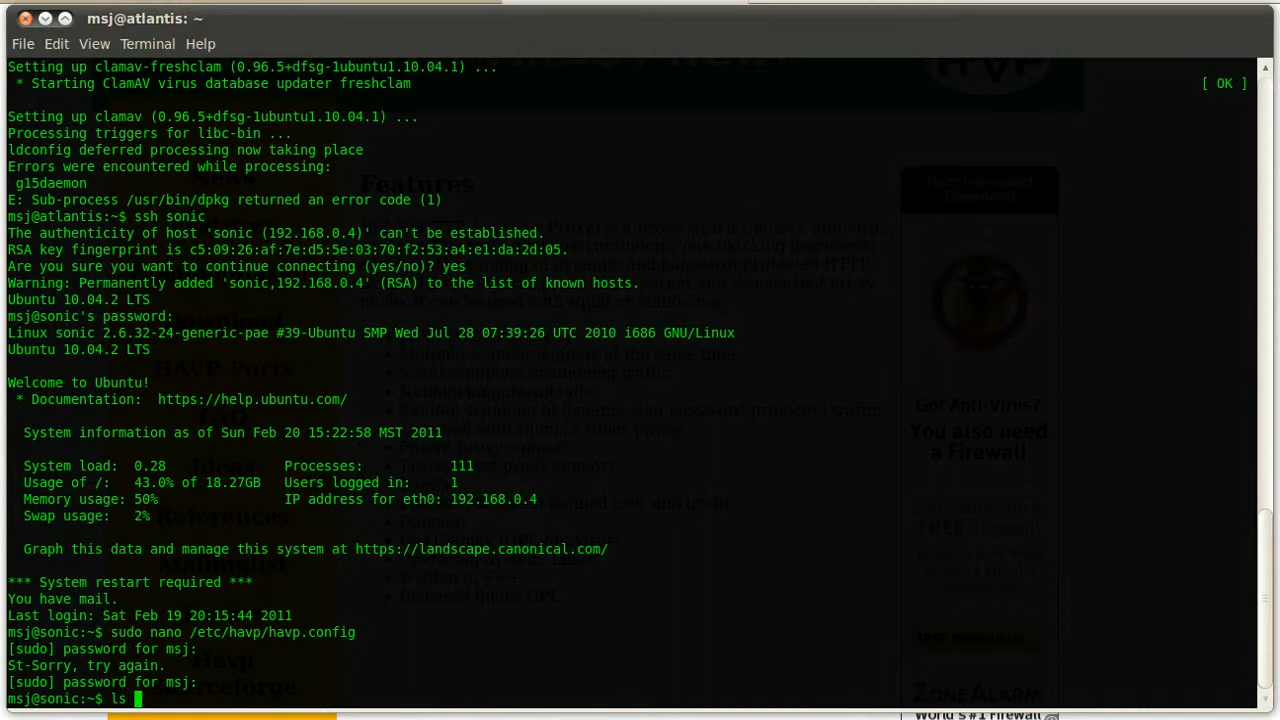 msj@atlantis: ~
File Edit View Terminal Help
Setting up clamav-freshclam (0.96.5+dfsg-1ubuntu1.10.04.1) ...
* Starting ClamAV virus database updater freshclam [ OK ]
Setting up clamav (0.96.5+dfsg-1ubuntu1.10.04.1) ...
Processing triggers for libc-bin ...
ldconfig deferred processing now taking place
Errors were encountered while processing:
g15daemon
E: Sub-process /usr/bin/dpkg returned an error code (1)
msj@atlantis:~$ ssh sonic
The authenticity of host 'sonic (192.168.0.4)' can't be established.
RSA key fingerprint is c5:09:26:af:7e:d5:5e:03:70:f2:53:a4:e1:da:2d:05.
Are you sure you want to continue connecting (yes/no)? yes
Warning: Permanently added 'sonic,192.168.0.4' (RSA) to the list of known hosts.
Ubuntu 10.04.2 LTS
msj@sonic's password:
Linux sonic 2.6.32-24-generic-pae #39-Ubuntu SMP Wed Jul 28 07:39:26 UTC 2010 i686 GNU/Linux
Ubuntu 10.04.2 LTS
Welcome to Ubuntu!
* Documentation: https://help.ubuntu.com/
System information as of Sun Feb 20 15:22:58 MST 2011
System load: 0.28 Processes: 111
Usage of /: 43.0% of 18.27GB Users logged in: 1
Memory usage: 50% IP address for eth0: 192.168.0.4
Swap usage: 2%
Graph this data and manage this system at https://landscape.canonical.com/
*** System restart required ***
You have mail.
Last login: Sat Feb 19 20:15:44 2011
msj@sonic:~$ sudo nano /etc/havp/havp.config
[sudo] password for msj:
St-Sorry, try again.
[sudo] password for msj:
msj@sonic:~$ ls
Features
Got Anti-Virus?
You also need
a Firewall
ZONE ALARM
World's #1 Firewall